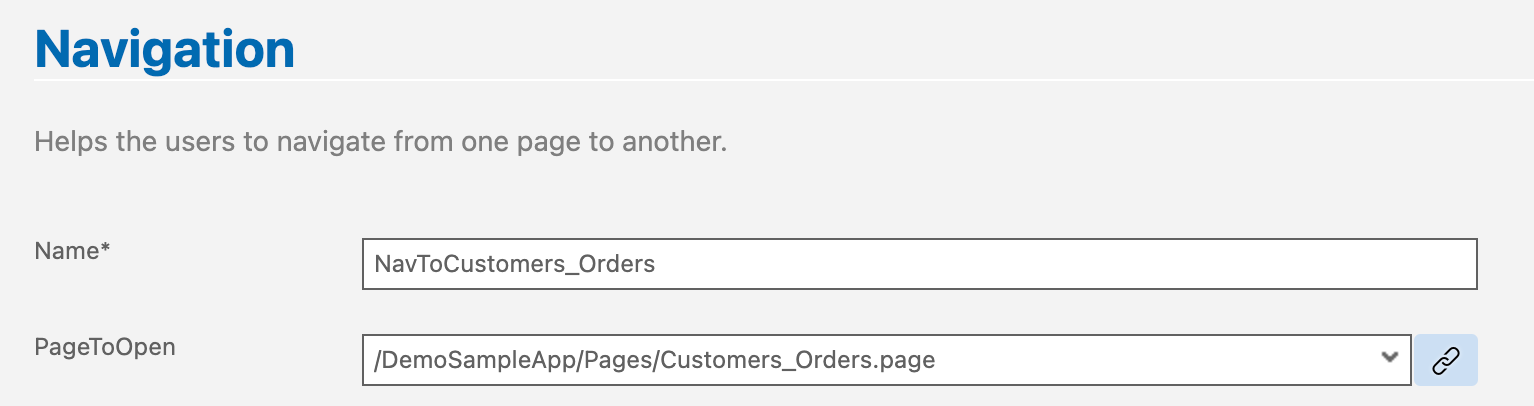 Navigation
Helps the users to navigate from one page to another.
Name*
NavToCustomers_Orders
PageToOpen
/DemoSampleApp/Pages/Customers_Orders.page